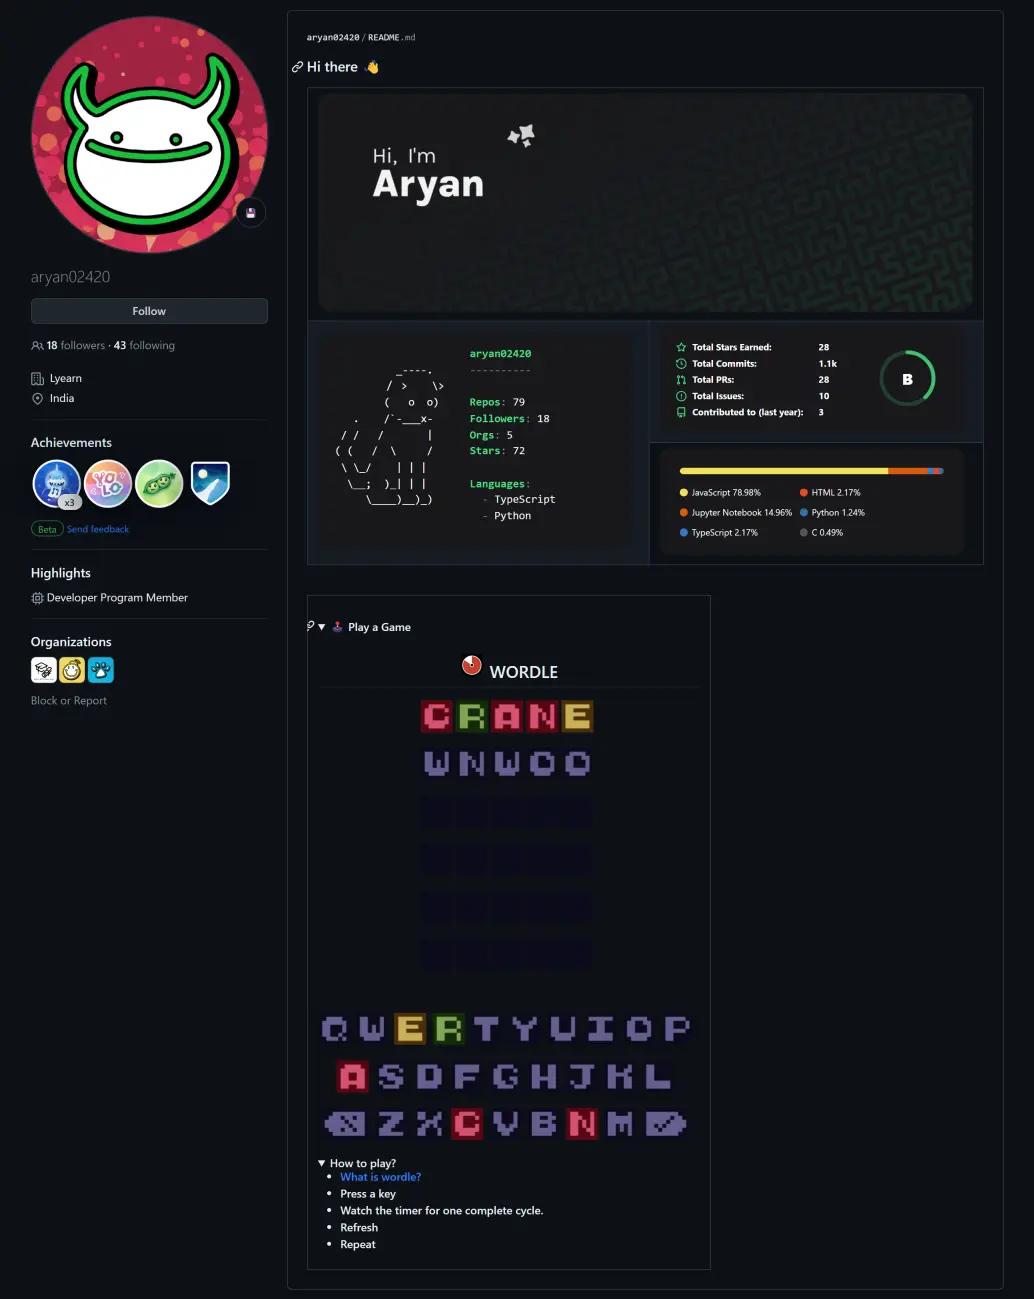 aryan02420
Follow
18 followers · 43 following
Lyearn
India
Achievements
YOLO
x3
Beta Send feedback
Highlights
Developer Program Member
Organizations
Block or Report
aryan02420/README.md
Hi there 👋
Hi, I'm
Aryan
aryan02420
----------
Repos: 79
Followers: 18
Orgs: 5
Stars: 72
Languages:
- TypeScript
- Python
Total Stars Earned: 28
Total Commits: 1.1k
Total PRs: 28
Total Issues: 10
Contributed to (last year): 3
B
JavaScript 78.98% HTML 2.17%
Jupyter Notebook 14.96% Python 1.24%
TypeScript 2.17% C 0.49%
Play a Game
WORDLE
CRANE
WNWOO
QWERTYUIOP
ASDFGHJKL
ZXCVBNM
How to play?
What is wordle?
Press a key
Watch the timer for one complete cycle.
Refresh
Repeat